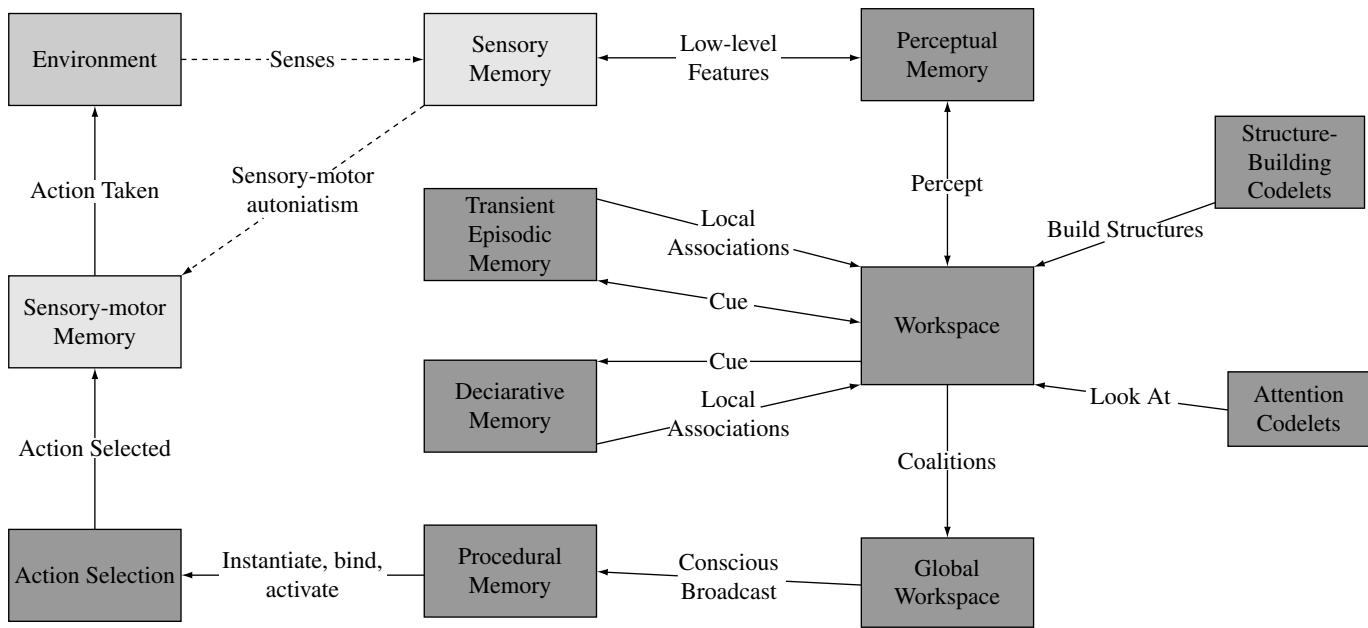 Environment
Senses
Sensory
Memory
Low-level
Features
Perceptual
Memory
Structure-
Building
Codelets
Action Taken
Sensory-motor
autoniatism
Transient
Episodic
Memory
Local
Associations
Percept
Build Structures
Sensory-motor
Memory
Cue
Workspace
Cue
Deciarative
Memory
Local
Associations
Look At
Attention
Codelets
Action Selected
Coalitions
Action Selection
Instantiate, bind,
activate
Procedural
Memory
Conscious
Broadcast
Global
Workspace